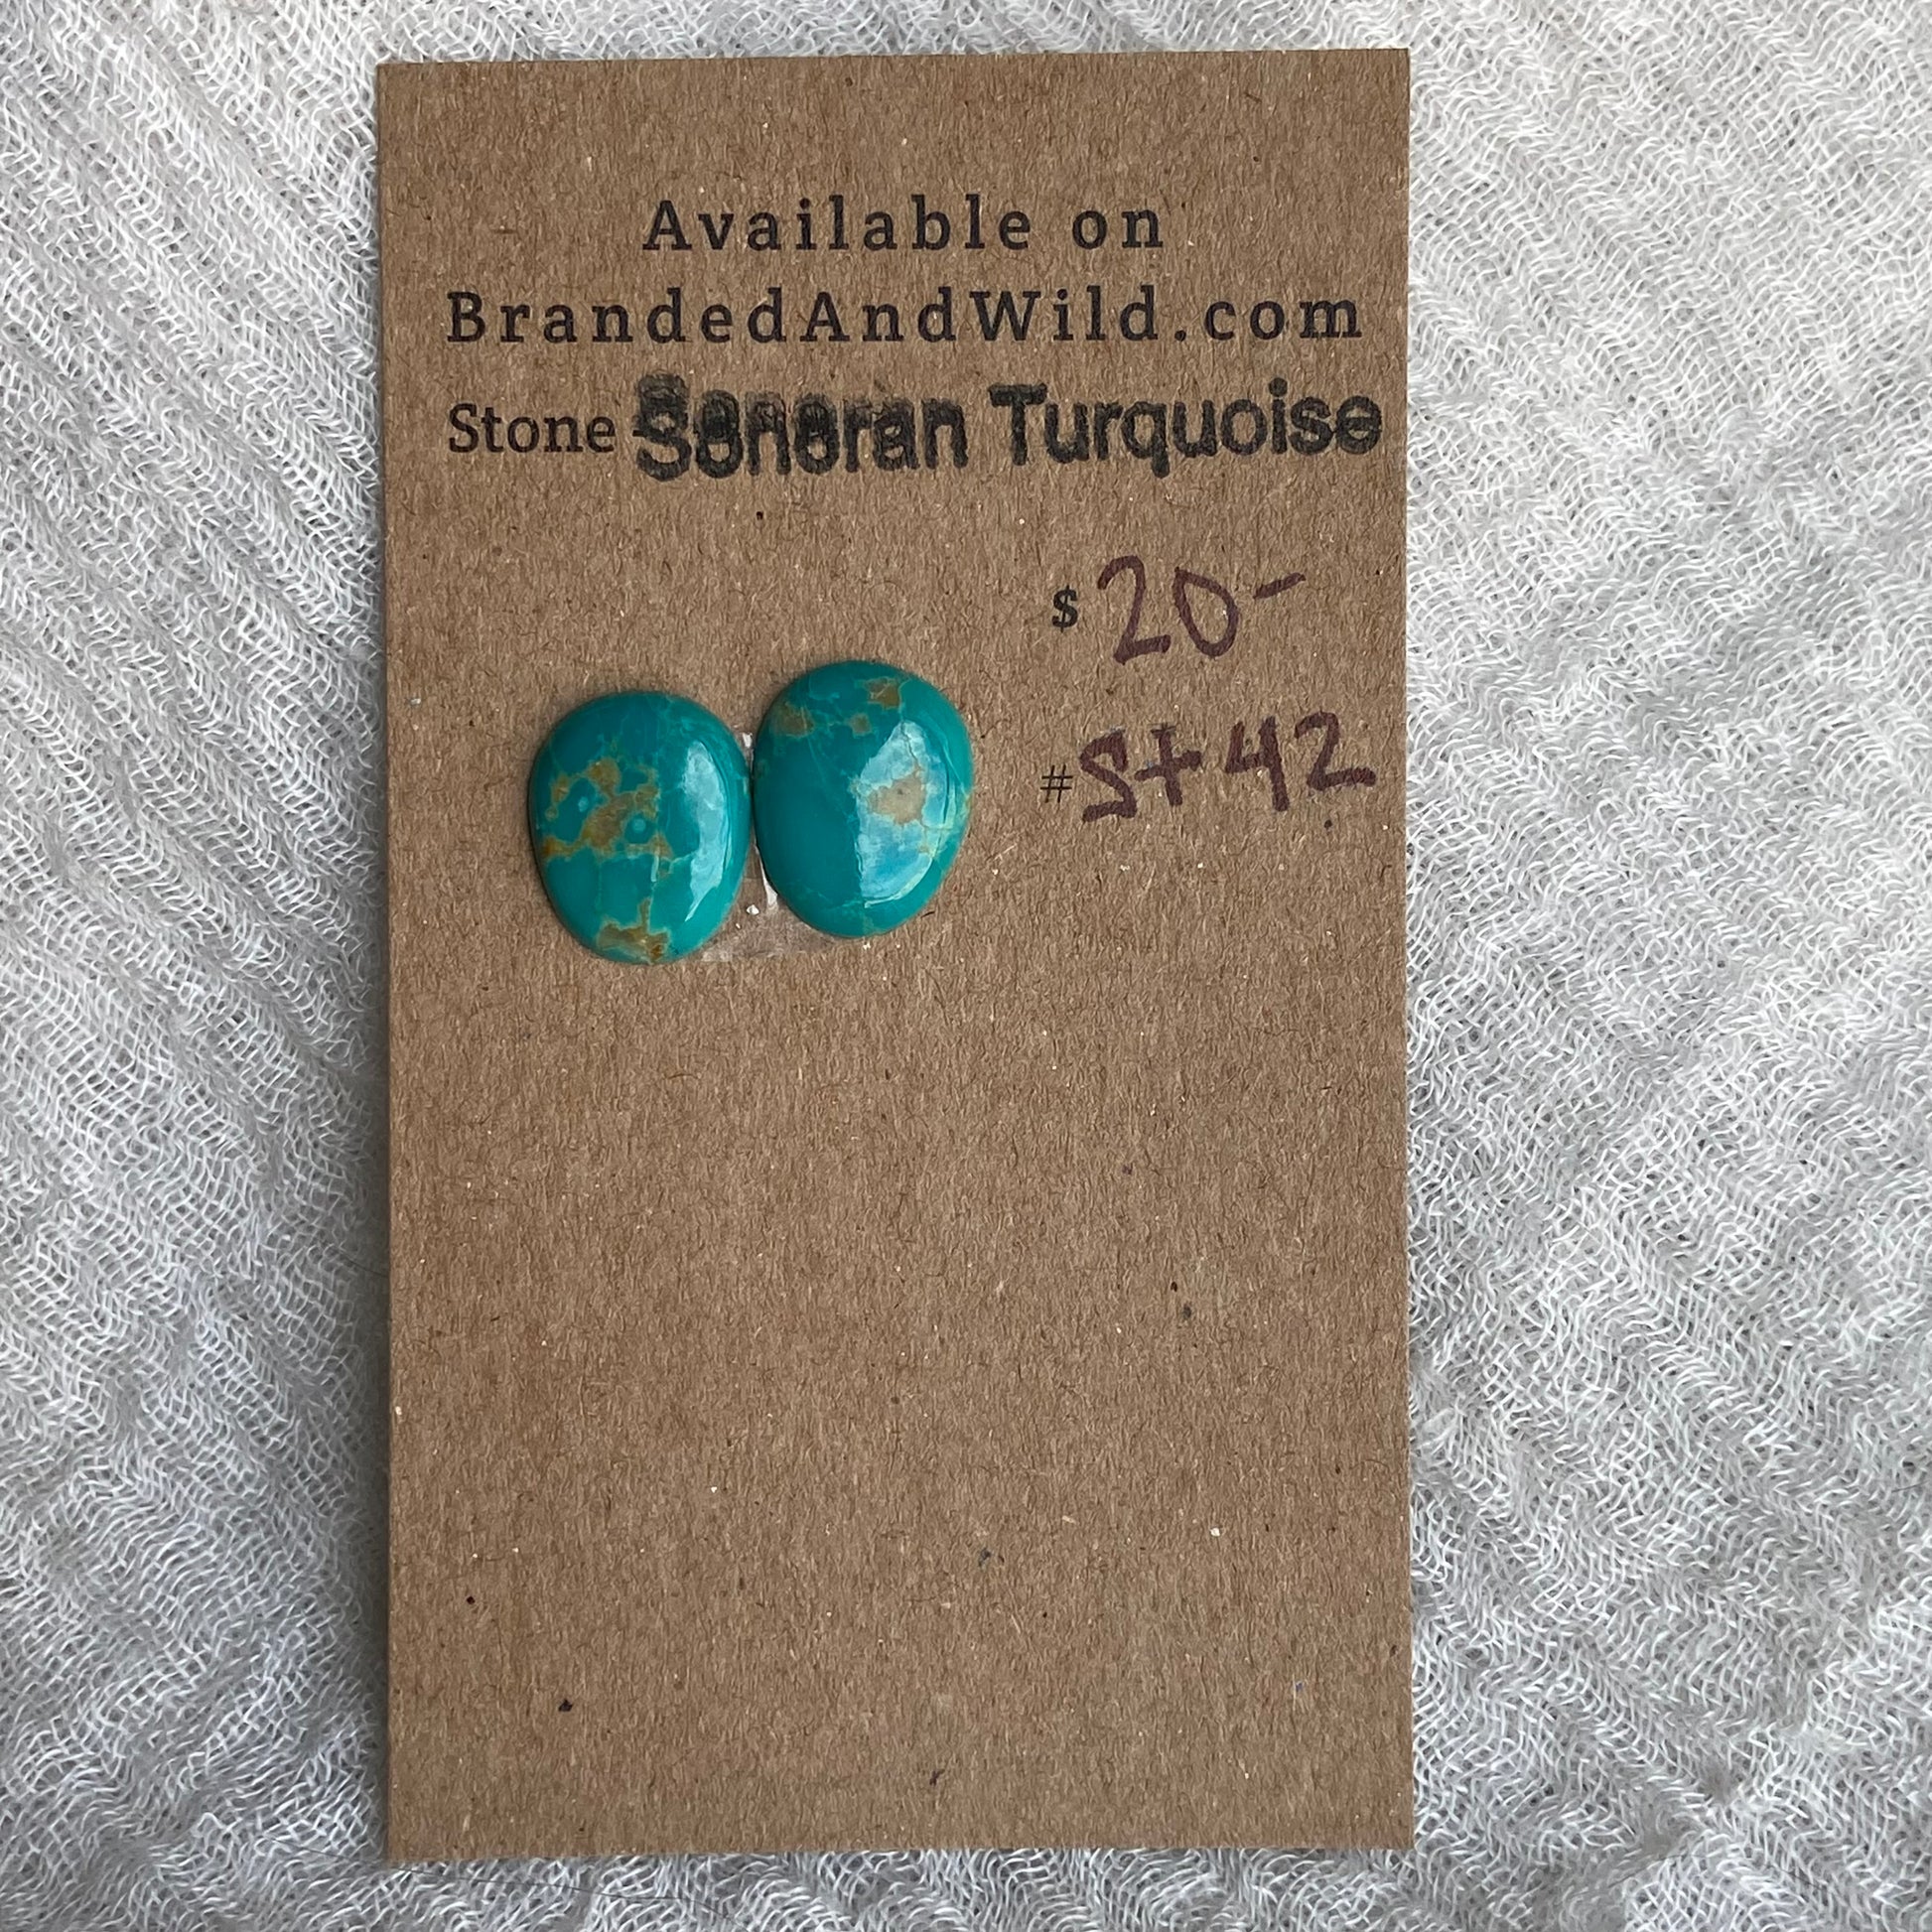 Available on
BrandedAndWild.com
Stone Sonoran Turquoise
$ 20-
# St42